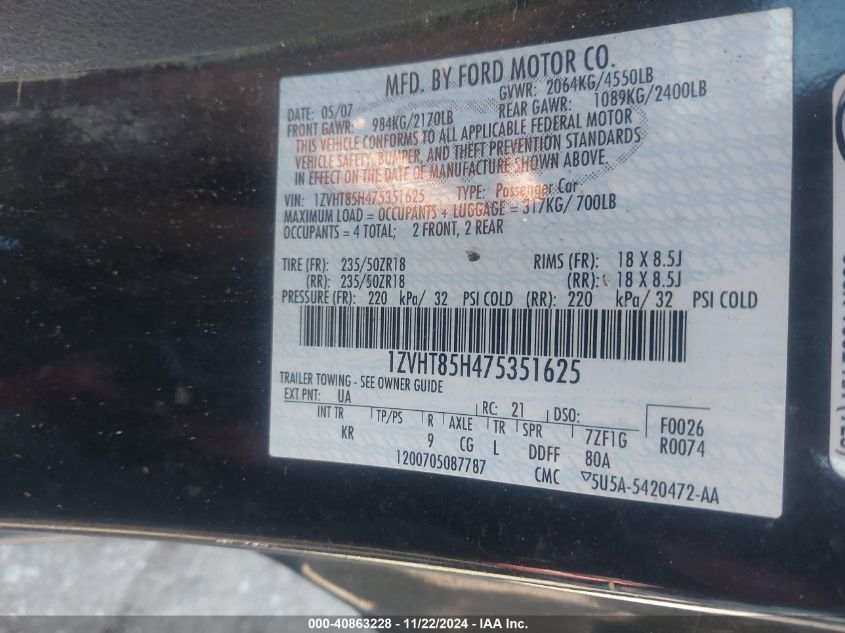 MFD. BY FORD MOTOR CO.
DATE: 05/07 GVWR: 2064KG/4550LB
FRONT GAWR: 984KG/2170LB REAR GAWR: 1089KG/2400LB
THIS VEHICLE CONFORMS TO ALL APPLICABLE FEDERAL MOTOR
VEHICLE SAFETY, BUMPER, AND THEFT PREVENTION STANDARDS
IN EFFECT ON THE DATE OF MANUFACTURE SHOWN ABOVE.
VIN: 1ZVHT85H475351625 TYPE: Passenger Car
MAXIMUM LOAD = OCCUPANTS + LUGGAGE = 317KG/ 700LB
OCCUPANTS = 4 TOTAL; 2 FRONT, 2 REAR
TIRE (FR): 235/50ZR18 RIMS (FR): 18 X 8.5J
(RR): 235/50ZR18 (RR): 18 X 8.5J
PRESSURE (FR): 220 kPa/ 32 PSI COLD (RR): 220 kPa/ 32 PSI COLD
1ZVHT85H475351625
TRAILER TOWING - SEE OWNER GUIDE
EXT PNT: UA RC: 21 DSO: F0026
INT TR TP/PS R AXLE TR SPR 7ZF1G R0074
KR 9 CG L DDFF 80A
1200705087787 CMC ▽5U5A-5420472-AA
000-40863228 - 11/22/2024 - IAA Inc.